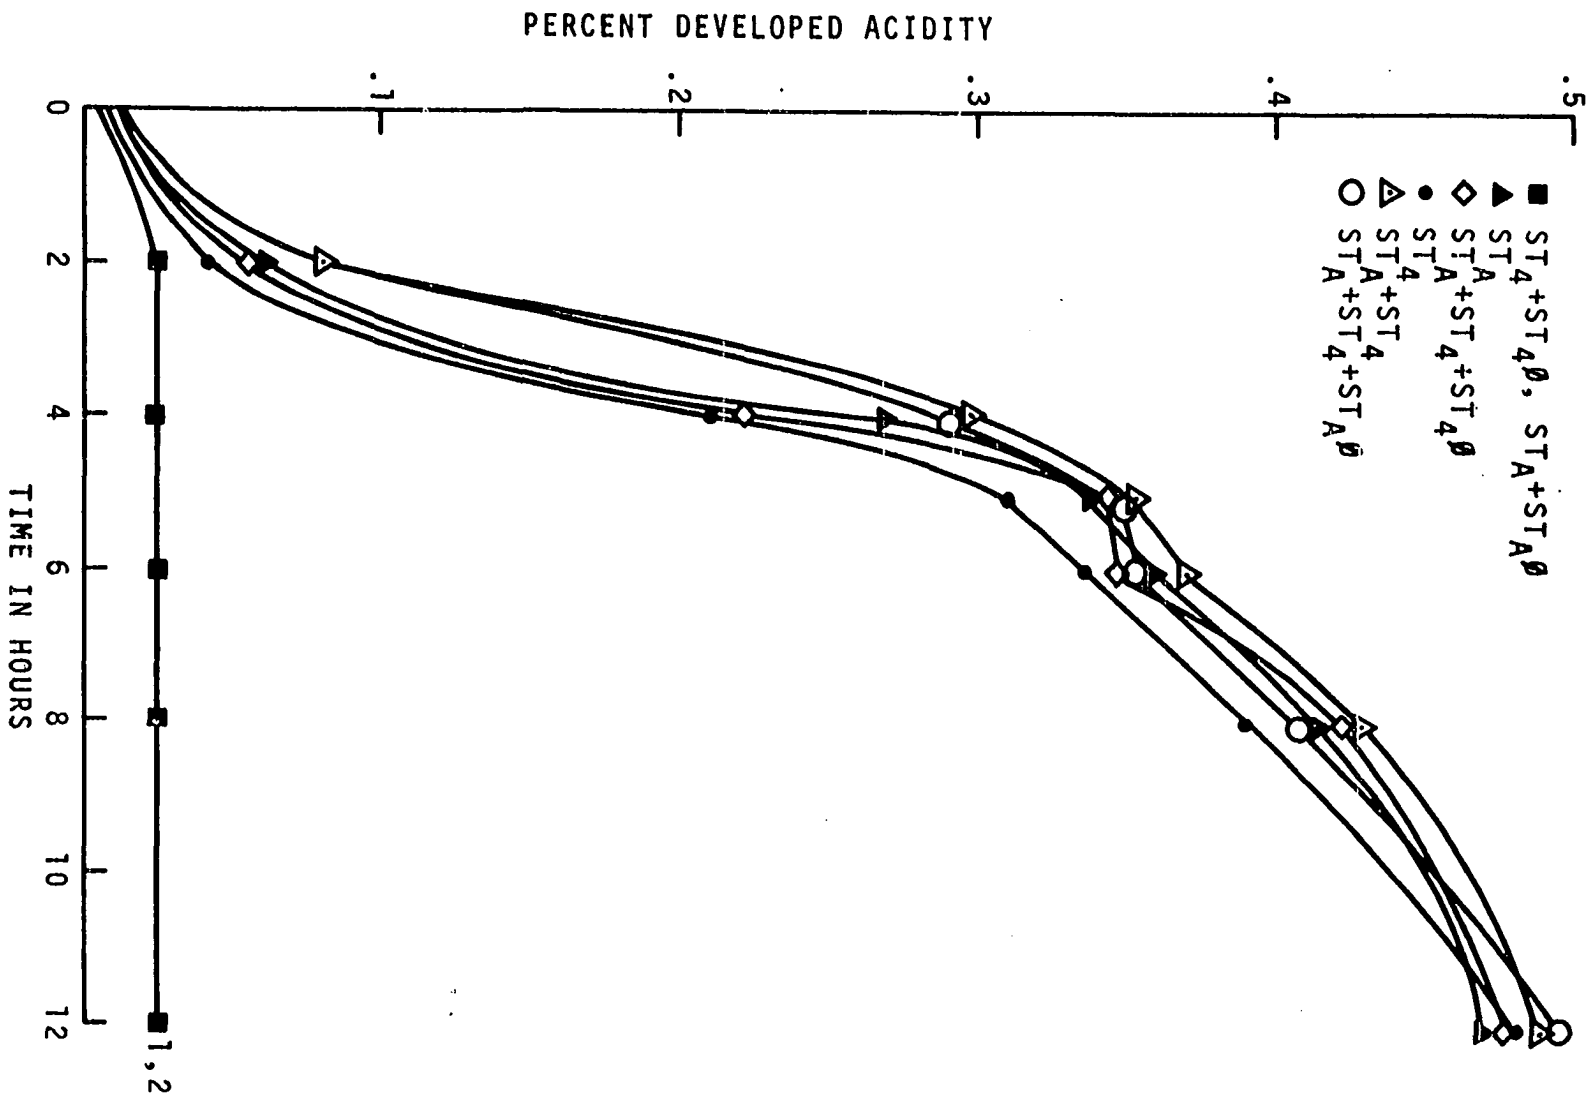 PERCENT DEVELOPED ACIDITY
.5
.4
.3
.2
.1
■ ST4+ST4Ø, STA+STAØ
▲ STA
◇ STA+ST4+ST4Ø
● ST4
△ STA+ST4
○ STA+ST4+STAØ
1,2
0 2 4 6 8 10 12
TIME IN HOURS